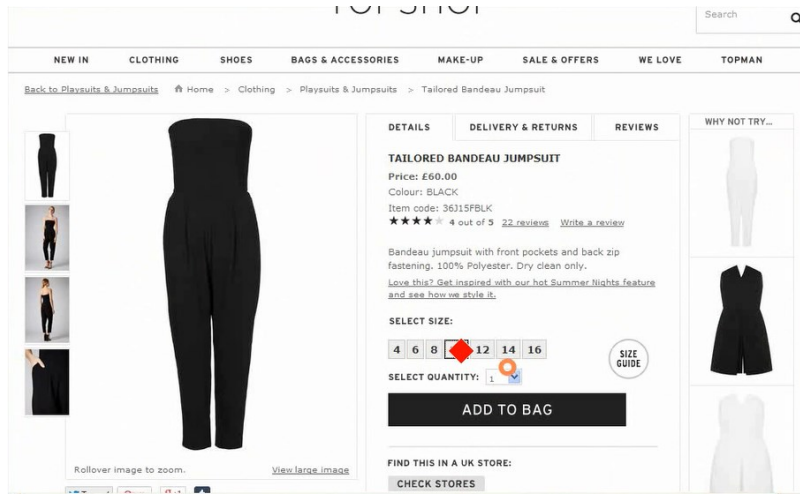 Search
NEW IN CLOTHING SHOES BAGS & ACCESSORIES MAKE-UP SALE & OFFERS WE LOVE TOPMAN
Back to Playsuits & Jumpsuits Home > Clothing > Playsuits & Jumpsuits > Tailored Bandeau Jumpsuit
DETAILS DELIVERY & RETURNS REVIEWS
WHY NOT TRY...
TAILORED BANDEAU JUMPSUIT
Price: £60.00
Colour: BLACK
Item code: 36J15FBLK
4 out of 5 22 reviews Write a review
Bandeau jumpsuit with front pockets and back zip
fastening. 100% Polyester. Dry clean only.
Love this? Get inspired with our hot Summer Nights feature
and see how we style it.
SELECT SIZE:
4 6 8 12 14 16
SIZE
GUIDE
SELECT QUANTITY: 1
ADD TO BAG
Rollover image to zoom. View large image
FIND THIS IN A UK STORE:
CHECK STORES